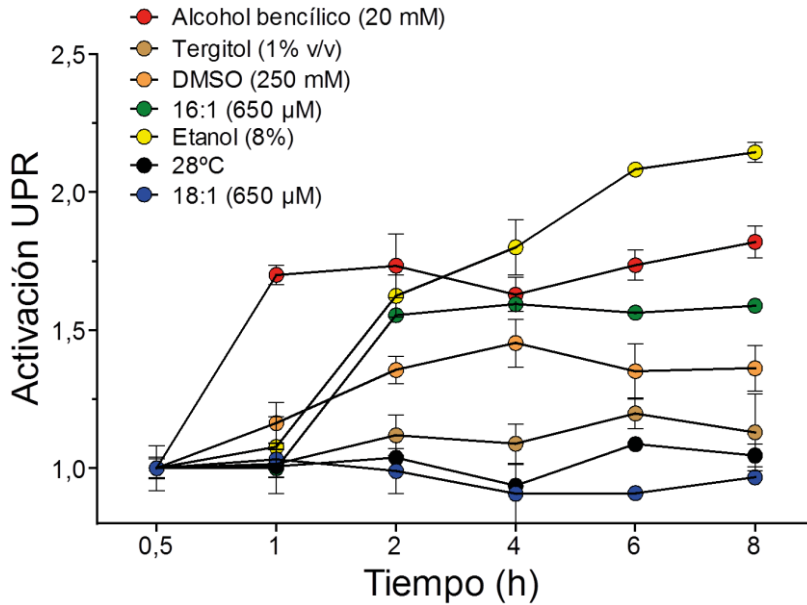 Alcohol bencílico (20 mM)
Tergitol (1% v/v)
DMSO (250 mM)
16:1 (650 µM)
Etanol (8%)
28ºC
18:1 (650 µM)
Activación UPR
2,5
2,0
1,5
1,0
0,5 1 2 4 6 8
Tiempo (h)